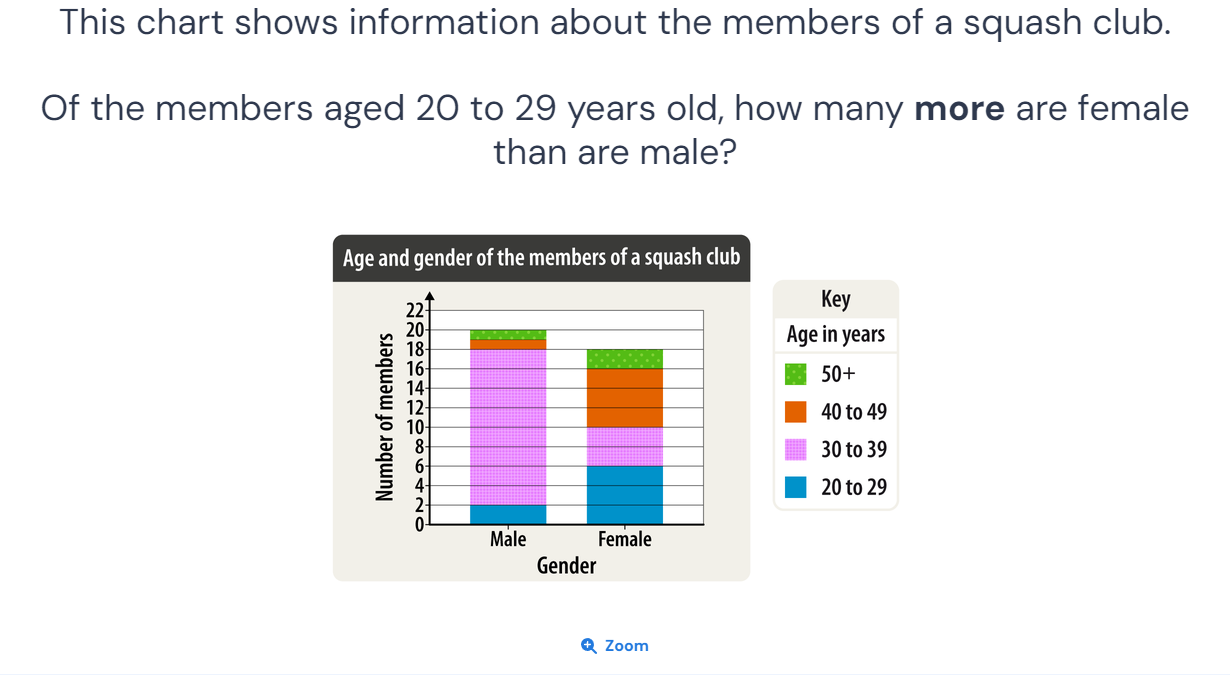 This chart shows information about the members of a squash club.
Of the members aged 20 to 29 years old, how many more are female
than are male?
Age and gender of the members of a squash club
Number of members
22
20
18
16
14
12
10
8
6
4
2
0
Male Female
Gender
Key
Age in years
50+
40 to 49
30 to 39
20 to 29
Zoom